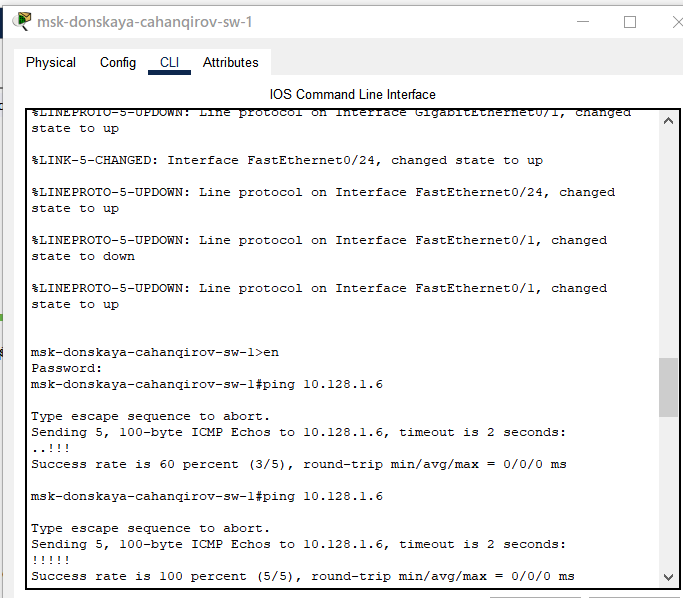 msk-donskaya-cahanqirov-sw-1
Physical Config CLI Attributes
IOS Command Line Interface
%LINEPROTO-5-UPDOWN: Line protocol on Interface GigabitEthernet0/1, changed
state to up
%LINK-5-CHANGED: Interface FastEthernet0/24, changed state to up
%LINEPROTO-5-UPDOWN: Line protocol on Interface FastEthernet0/24, changed
state to up
%LINEPROTO-5-UPDOWN: Line protocol on Interface FastEthernet0/1, changed
state to down
%LINEPROTO-5-UPDOWN: Line protocol on Interface FastEthernet0/1, changed
state to up
msk-donskaya-cahanqirov-sw-1>en
Password:
msk-donskaya-cahanqirov-sw-1#ping 10.128.1.6
Type escape sequence to abort.
Sending 5, 100-byte ICMP Echos to 10.128.1.6, timeout is 2 seconds:
..!!!
Success rate is 60 percent (3/5), round-trip min/avg/max = 0/0/0 ms
msk-donskaya-cahanqirov-sw-1#ping 10.128.1.6
Type escape sequence to abort.
Sending 5, 100-byte ICMP Echos to 10.128.1.6, timeout is 2 seconds:
!!!!!
Success rate is 100 percent (5/5), round-trip min/avg/max = 0/0/0 ms